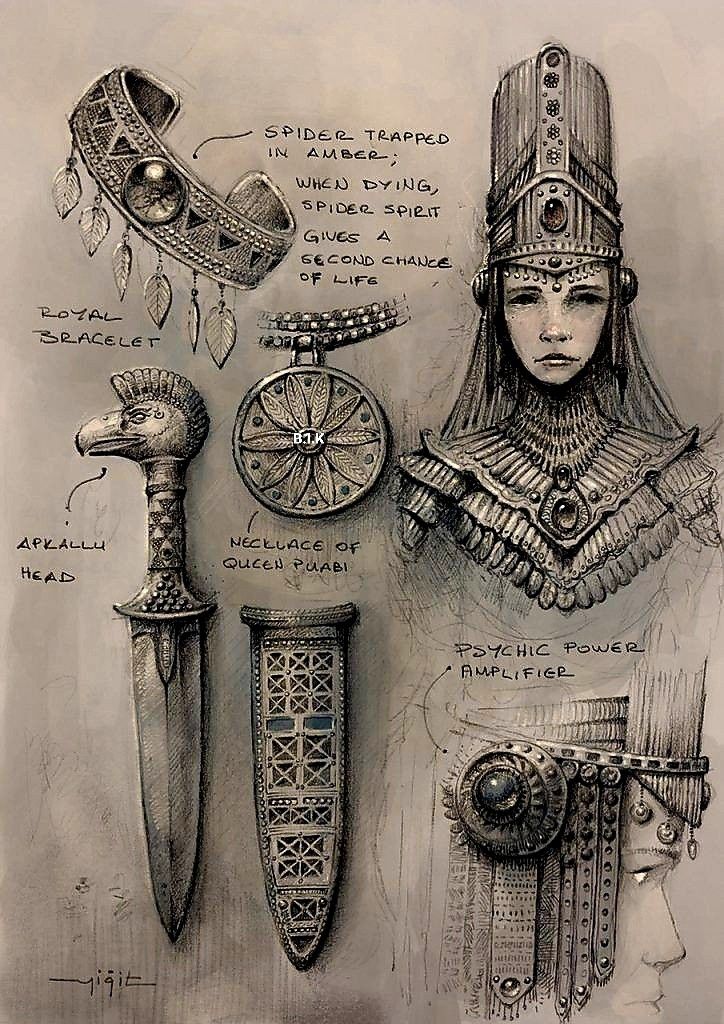 SPIDER TRAPPED
IN AMBER;
WHEN DYING,
SPIDER SPIRIT
GIVES A
SECOND CHANCE
OF LIFE
ROYAL
BRACELET
B.1.K
APKALLU
HEAD
NECKLACE OF
QUEEN PUABI
PSYCHIC POWER
AMPLIFIER
yiğit